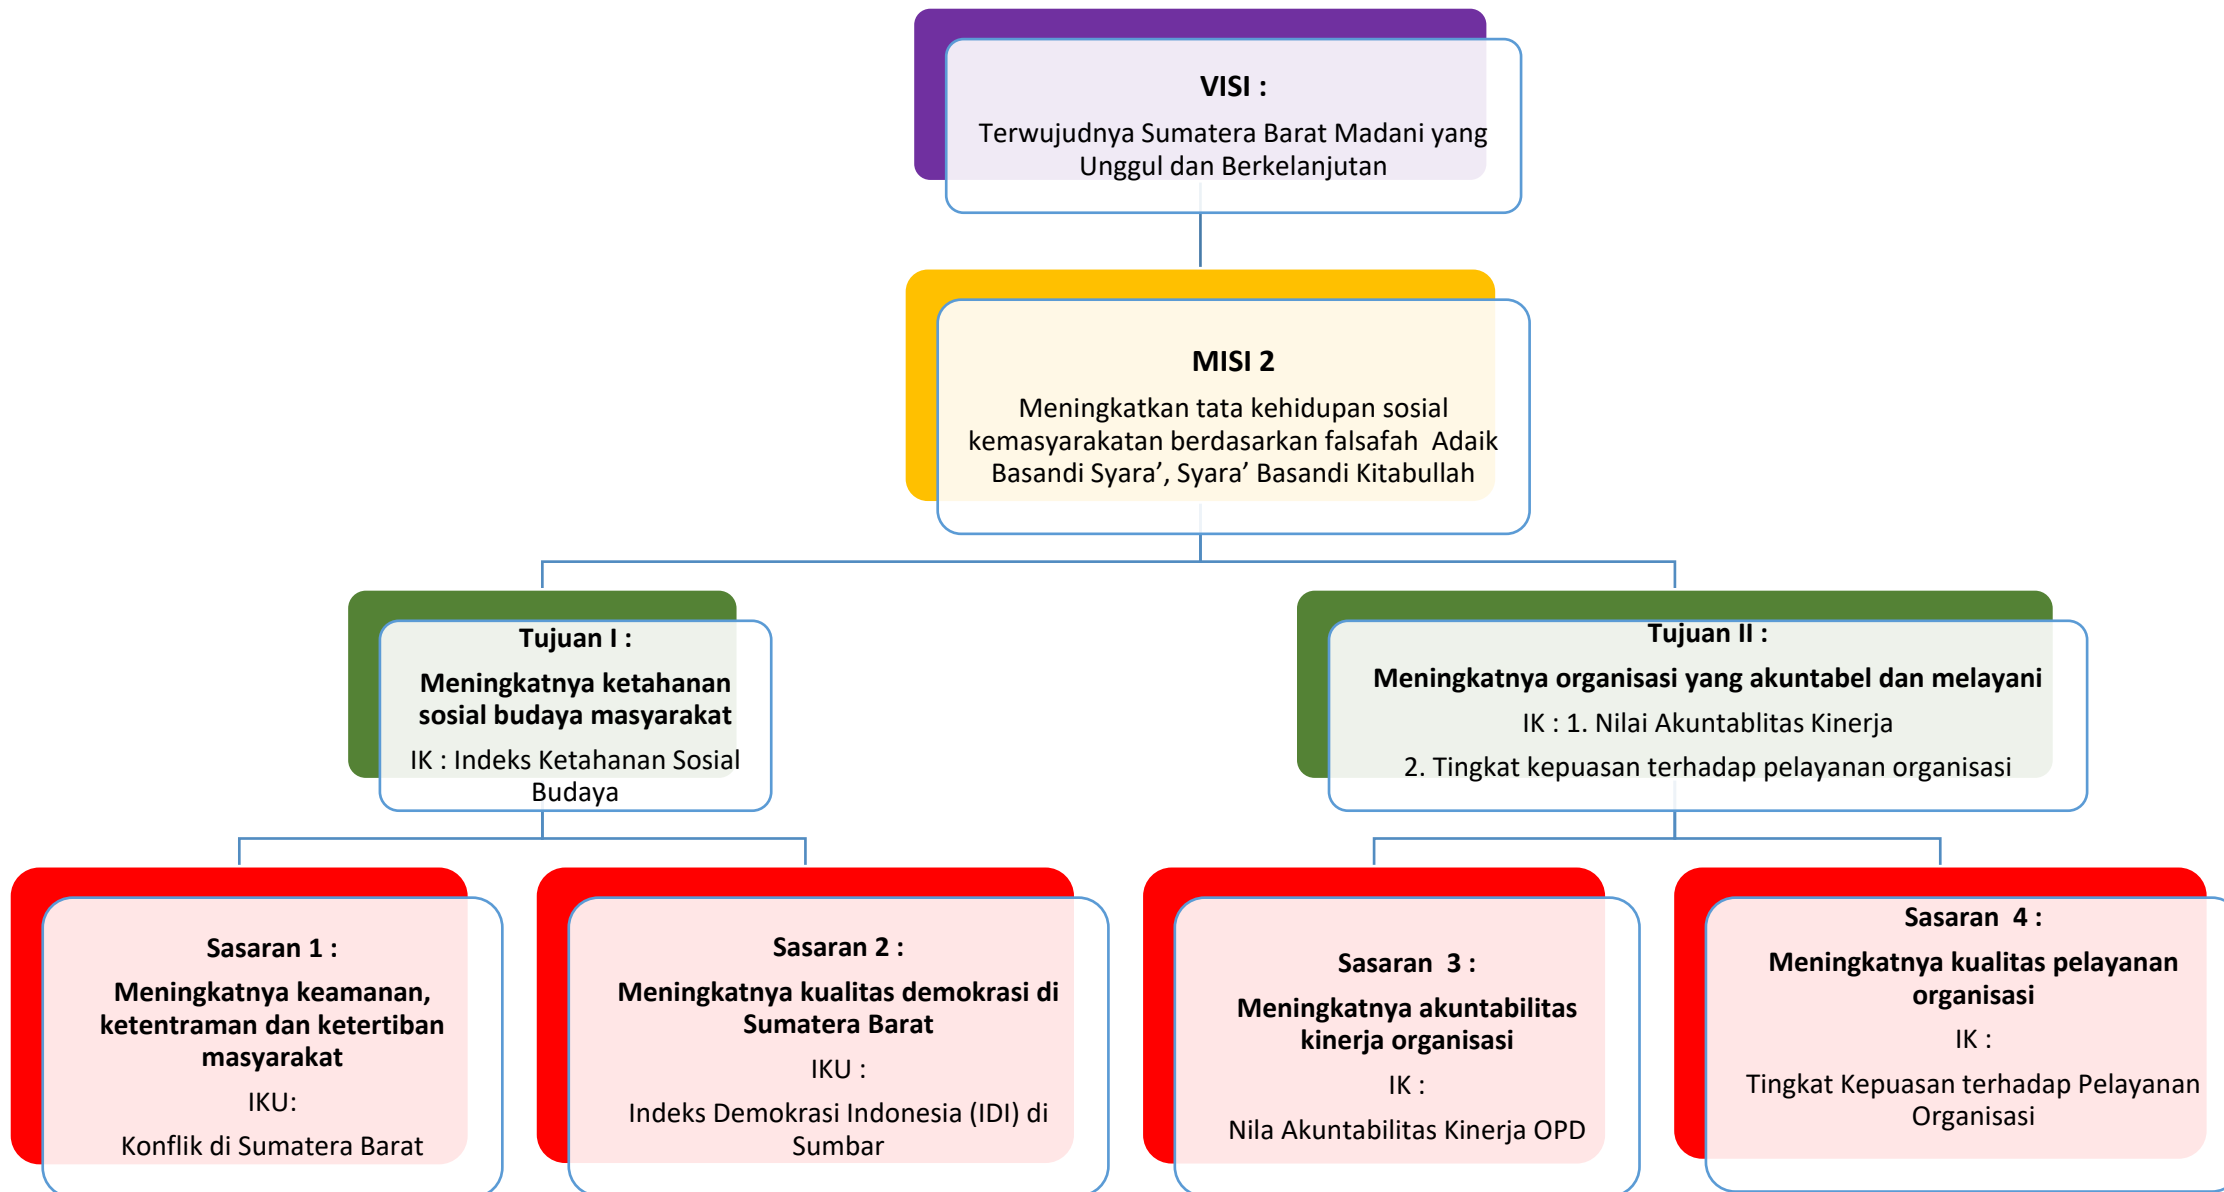 VISI :
Terwujudnya Sumatera Barat Madani yang
Unggul dan Berkelanjutan
MISI 2
Meningkatkan tata kehidupan sosial
kemasyarakatan berdasarkan falsafah  Adaik
Basandi Syara’, Syara’ Basandi Kitabullah
Tujuan I :
Meningkatnya ketahanan
sosial budaya masyarakat
IK : Indeks Ketahanan Sosial
Budaya
Tujuan II :
Meningkatnya organisasi yang akuntabel dan melayani
IK : 1. Nilai Akuntablitas Kinerja
2. Tingkat kepuasan terhadap pelayanan organisasi
Sasaran 1 :
Meningkatnya keamanan,
ketentraman dan ketertiban
masyarakat
IKU:
Konflik di Sumatera Barat
Sasaran 2 :
Meningkatnya kualitas demokrasi di
Sumatera Barat
IKU :
Indeks Demokrasi Indonesia (IDI) di
Sumbar
Sasaran  3 :
Meningkatnya akuntabilitas
kinerja organisasi
IK :
Nila Akuntabilitas Kinerja OPD
Sasaran  4 :
Meningkatnya kualitas pelayanan
organisasi
IK :
Tingkat Kepuasan terhadap Pelayanan
Organisasi